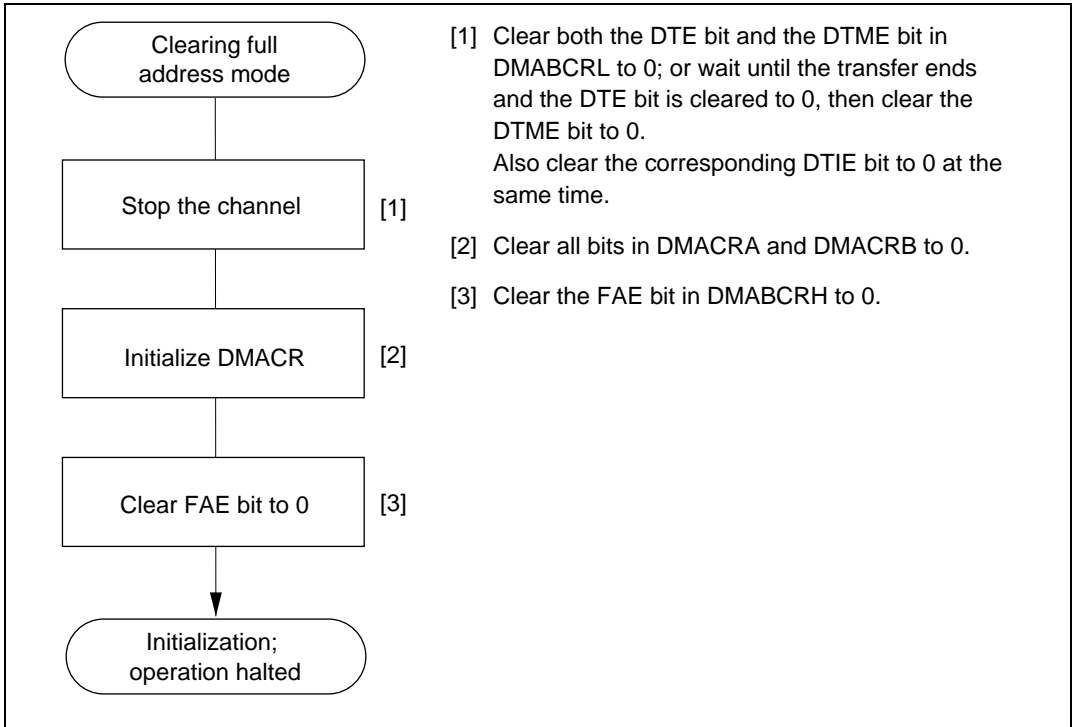 Clearing full
address mode
Stop the channel
[1]
Initialize DMACR
[2]
Clear FAE bit to 0
[3]
Initialization;
operation halted
[1] Clear both the DTE bit and the DTME bit in
DMABCRL to 0; or wait until the transfer ends
and the DTE bit is cleared to 0, then clear the
DTME bit to 0.
Also clear the corresponding DTIE bit to 0 at the
same time.
[2] Clear all bits in DMACRA and DMACRB to 0.
[3] Clear the FAE bit in DMABCRH to 0.